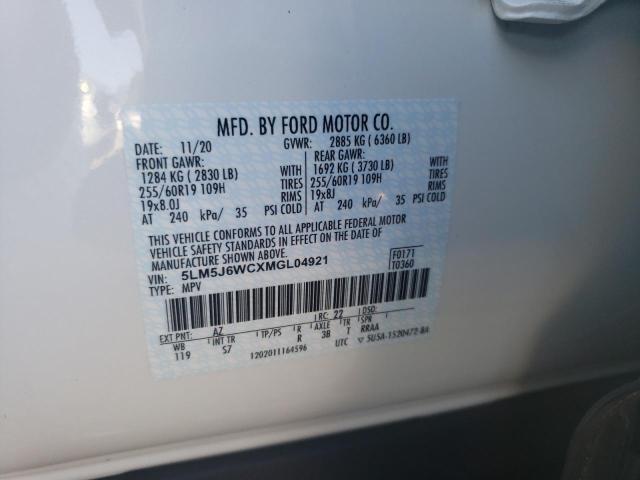 MFD. BY FORD MOTOR CO.
DATE: 11/20 GVWR: 2885 KG ( 6360 LB)
FRONT GAWR: REAR GAWR:
1284 KG ( 2830 LB) WITH 1692 KG ( 3730 LB) WITH
255/60R19 109H TIRES 255/60R19 109H TIRES
19x8.0J RIMS 19x8J RIMS
AT 240 kPa/ 35 PSI COLD AT 240 kPa/ 35 PSI COLD
THIS VEHICLE CONFORMS TO ALL APPLICABLE FEDERAL MOTOR
VEHICLE SAFETY STANDARDS IN EFFECT ON THE DATE OF
MANUFACTURE SHOWN ABOVE.
VIN: 5LM5J6WCXMGL04921 F0171
TYPE: MPV T0360
EXT PNT: AZ RC: 22 DSO:
WB INT TR TP/PS R AXLE TR SPR
119 S7 R 3B T RRAA
1202011164596 UTC 5U5A-1520472-BA